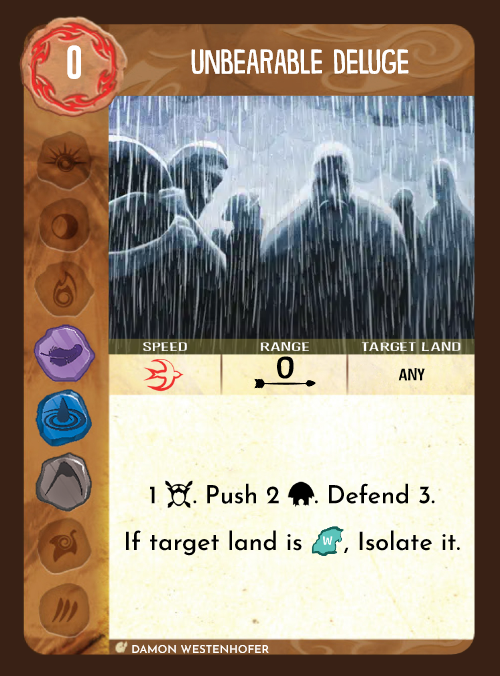 0
UNBEARABLE DELUGE
SPEED RANGE TARGET LAND
0 ANY
1 . Push 2 . Defend 3.
If target land is W, Isolate it.
DAMON WESTENHOFER